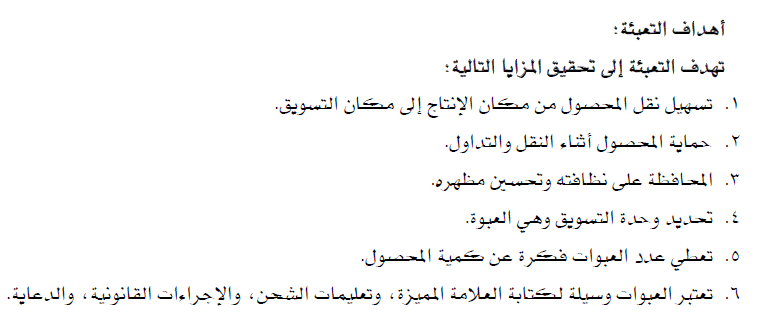 أهداف التعبئة:
تهدف التعبئة إلى تحقيق المزايا التالية:
١. تسهيل نقل المحصول من مكان الإنتاج إلى مكان التسويق.
٢. حماية المحصول أثناء النقل والتداول.
٣. المحافظة على نظافته وتحسين مظهره.
٤. تحديد وحدة التسويق وهي العبوة.
٥. تعطي عدد العبوات فكرة عن كمية المحصول.
٦. تعتبر العبوات وسيلة لكتابة العلامة المميزة، وتعليمات الشحن، والإجراءات القانونية، والدعاية.